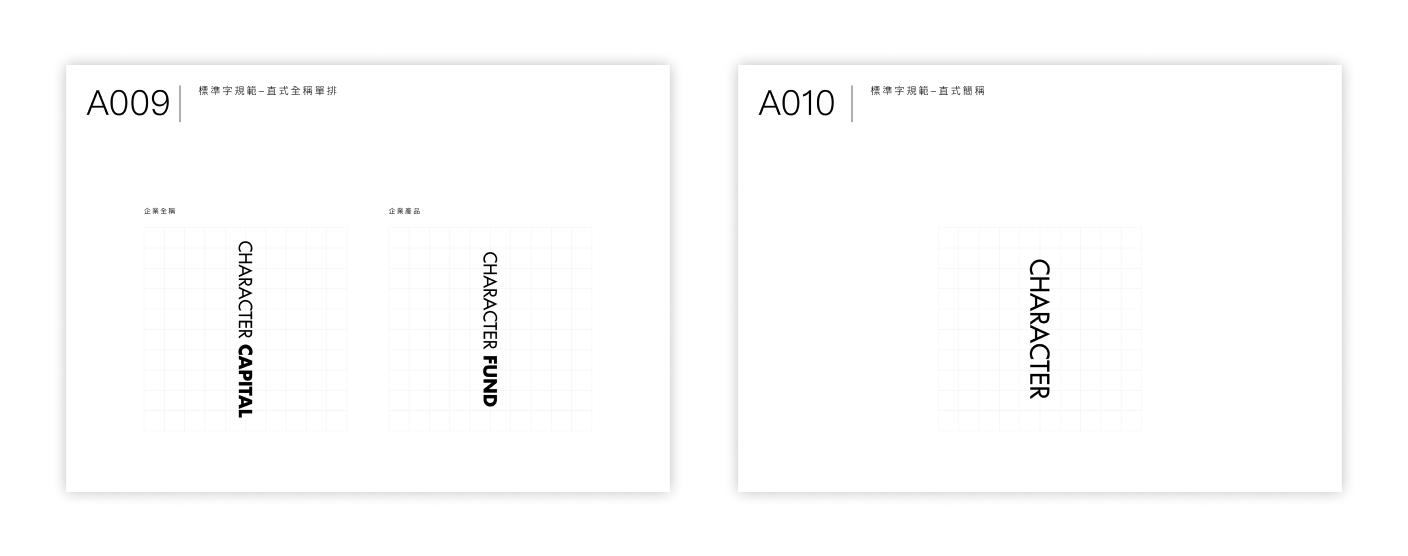 A009
標準字規範–直式全稱單排
企業全稱
企業產品
CHARACTER CAPITAL
CHARACTER FUND
A010
標準字規範–直式簡稱
CHARACTER